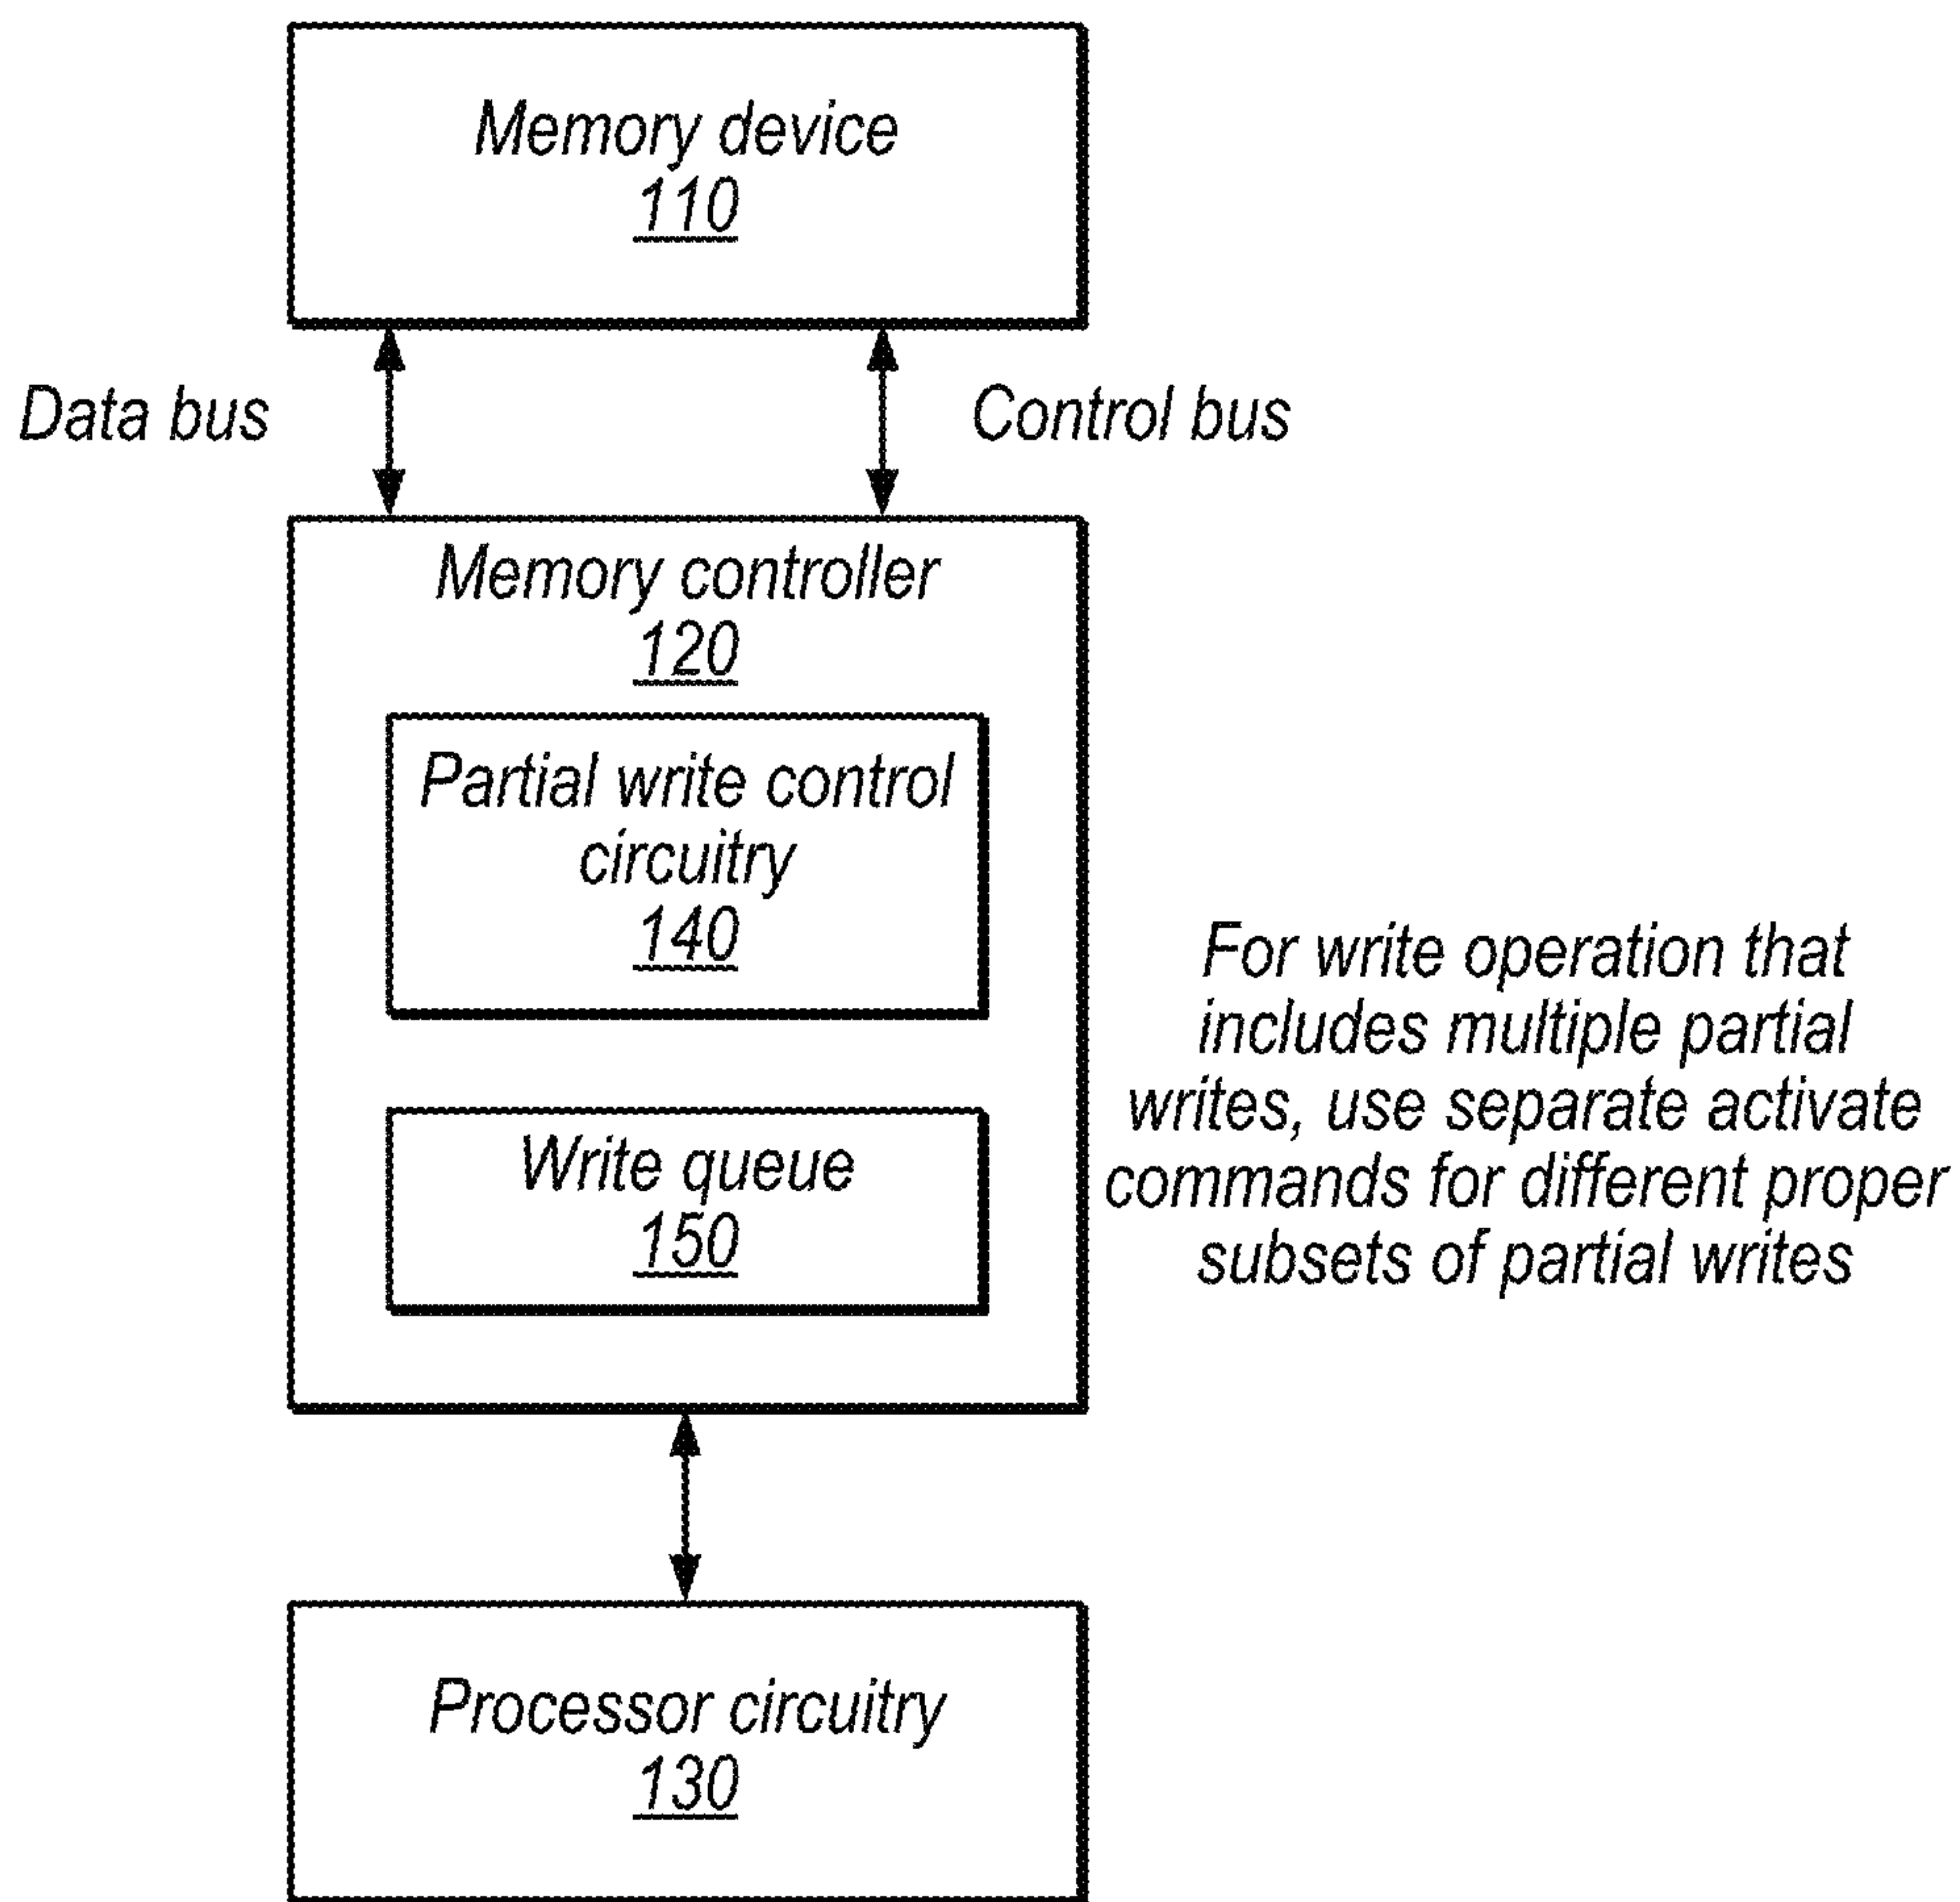 Memory device
110
Data bus
Control bus
Memory controller
120
Partial write control
circuitry
140
For write operation that
includes multiple partial
writes, use separate activate
commands for different proper
subsets of partial writes
Write queue
150
Processor circuitry
130